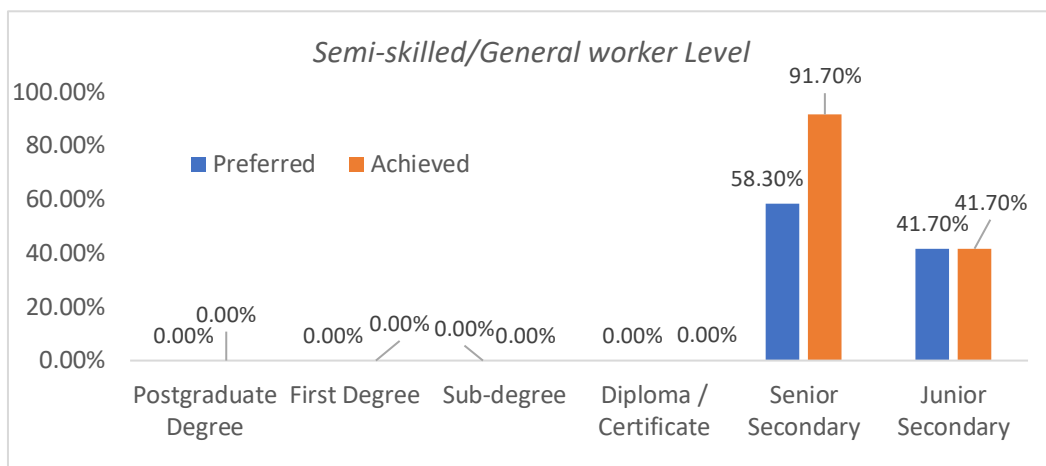 Semi-skilled/General worker Level
100.00%
80.00%
60.00%
40.00%
20.00%
0.00%
Preferred
Achieved
0.00%
0.00%
0.00%
0.00%
0.00%
0.00%
0.00%
0.00%
58.30%
91.70%
41.70%
41.70%
Postgraduate
Degree
First Degree
Sub-degree
Diploma /
Certificate
Senior
Secondary
Junior
Secondary